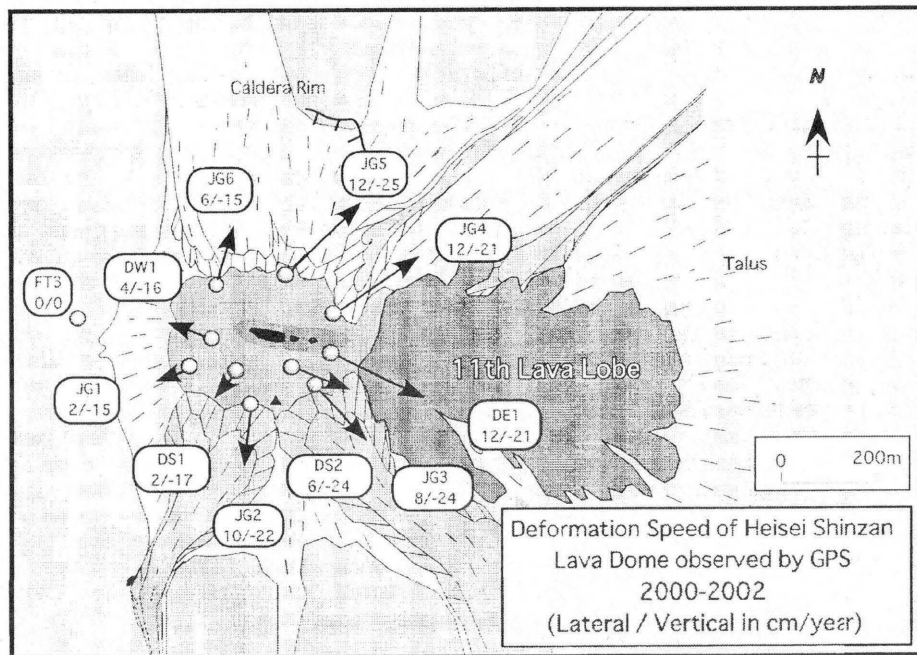 N
Caldera Rim
JG5
12/-25
JG6
6/-15
JG4
12/-21
DW1
4/-16
Talus
FT3
0/0
11th Lava Lobe
JG1
2/-15
DE1
12/-21
DS1
2/-17
DS2
6/-24
JG3
8/-24
0 200m
JG2
10/-22
Deformation Speed of Heisei Shinzan
Lava Dome observed by GPS
2000-2002
(Lateral / Vertical in cm/year)